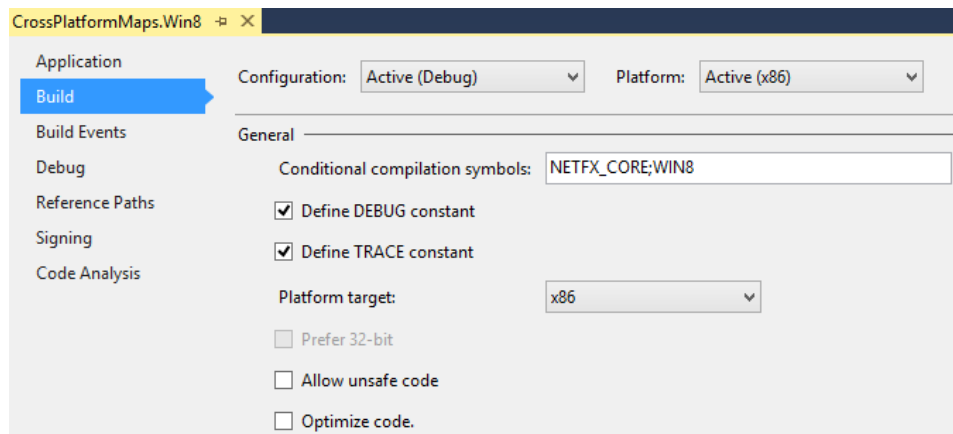 CrossPlatformMaps.Win8
Application
Build
Build Events
Debug
Reference Paths
Signing
Code Analysis
Configuration: Active (Debug) Platform: Active (x86)
General
Conditional compilation symbols: NETFX_CORE;WIN8
Define DEBUG constant
Define TRACE constant
Platform target: x86
Prefer 32-bit
Allow unsafe code
Optimize code.